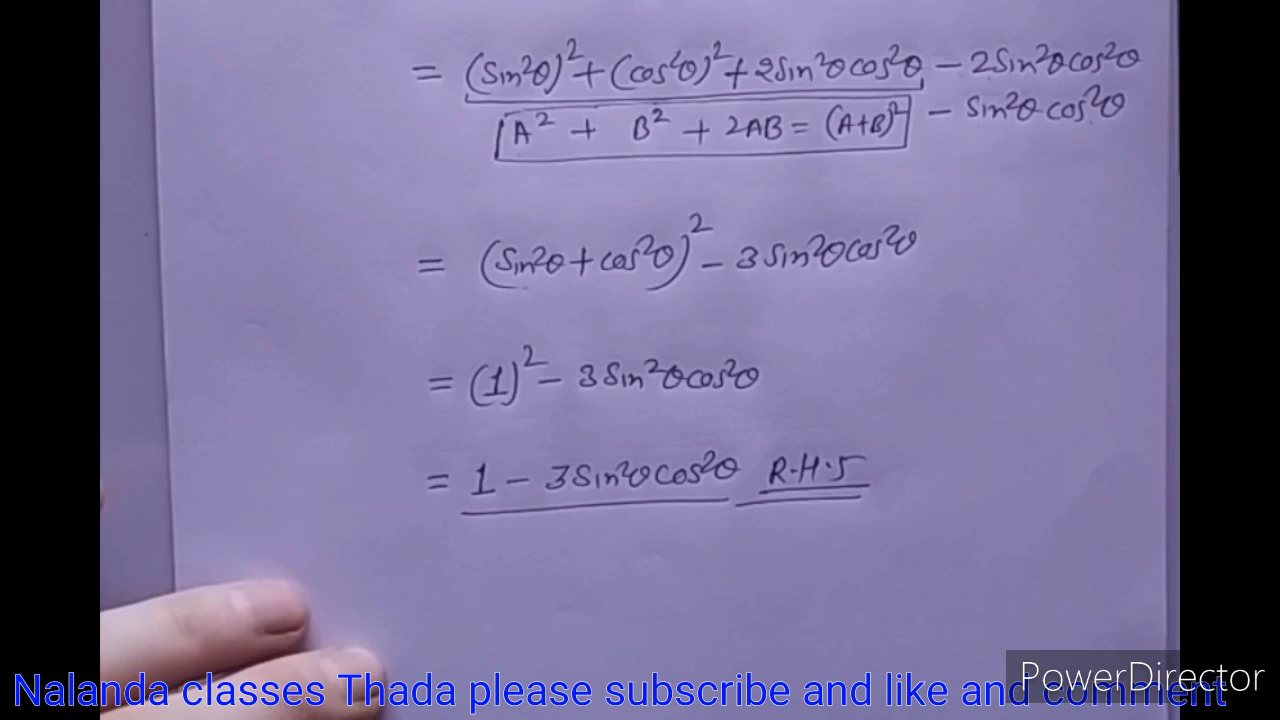 = (sin²θ)² + (cos²θ)² + 2sin²θcos²θ - 2sin²θcos²θ
A² + B² + 2AB = (A+B)² - sin²θcos²θ
= (sin²θ + cos²θ)² - 3sin²θcos²θ
= (1)² - 3sin²θcos²θ
= 1 - 3sin²θcos²θ R.H.S
PowerDirector
Nalanda classes Thada please subscribe and like and comment